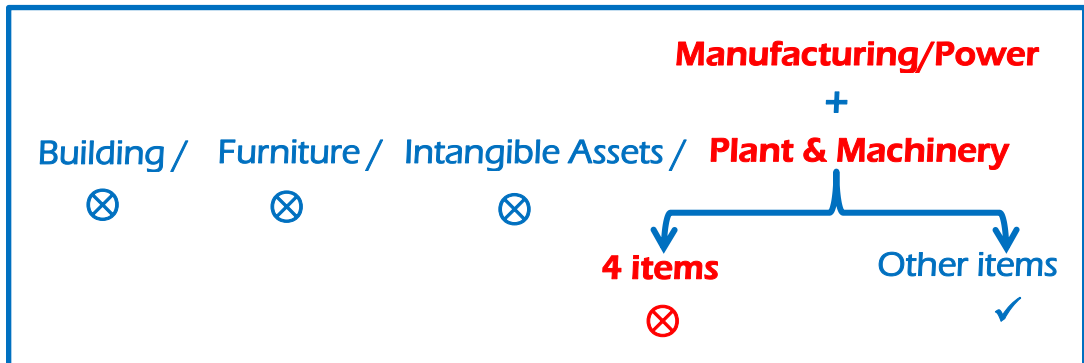 Manufacturing/Power
+
Building / Furniture / Intangible Assets / Plant & Machinery
4 items Other items